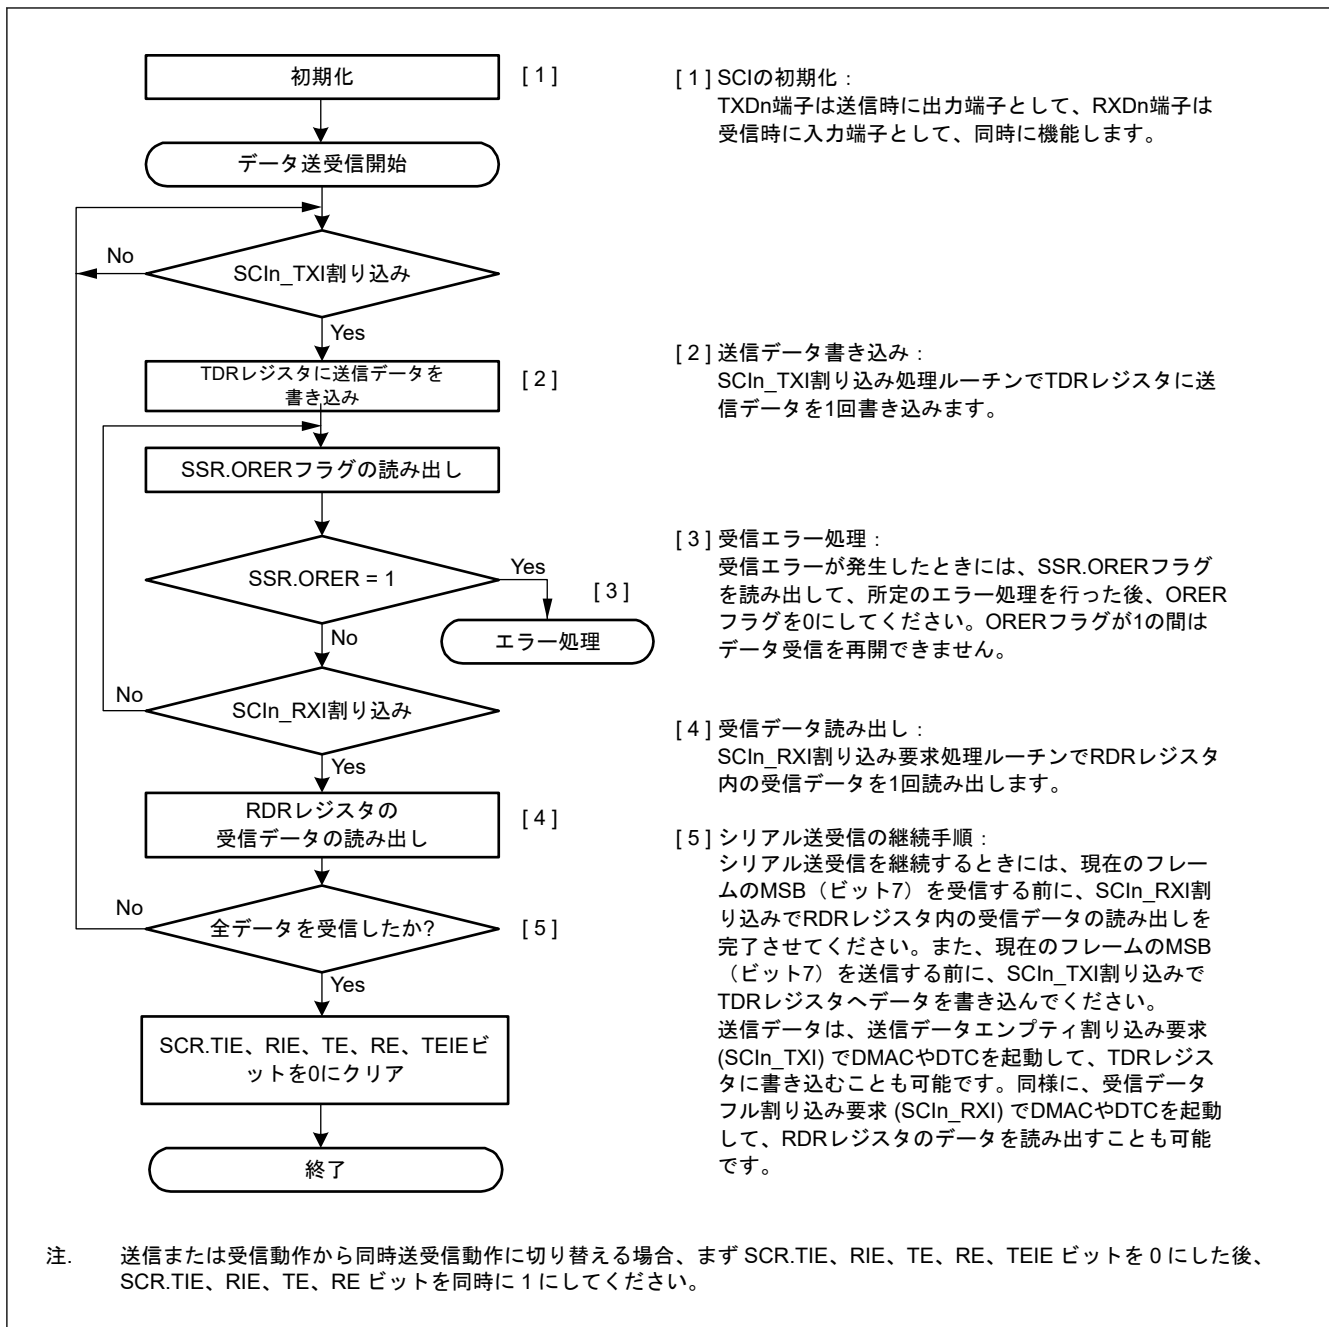 初期化
[ 1 ]
データ送受信開始
No
SCIn_TXI割り込み
Yes
TDRレジスタに送信データを
書き込み
[ 2 ]
SSR.ORERフラグの読み出し
SSR.ORER = 1
Yes
[ 3 ]
エラー処理
No
No
SCIn_RXI割り込み
Yes
RDRレジスタの
受信データの読み出し
[ 4 ]
No
全データを受信したか?
[ 5 ]
Yes
SCR.TIE、RIE、TE、RE、TEIEビ
ットを0にクリア
終了
[ 1 ] SCIの初期化：
TXDn端子は送信時に出力端子として、RXDn端子は
受信時に入力端子として、同時に機能します。
[ 2 ] 送信データ書き込み：
SCIn_TXI割り込み処理ルーチンでTDRレジスタに送
信データを1回書き込みます。
[ 3 ] 受信エラー処理：
受信エラーが発生したときには、SSR.ORERフラグ
を読み出して、所定のエラー処理を行った後、ORER
フラグを0にしてください。ORERフラグが1の間は
データ受信を再開できません。
[ 4 ] 受信データ読み出し：
SCIn_RXI割り込み要求処理ルーチンでRDRレジスタ
内の受信データを1回読み出します。
[ 5 ] シリアル送受信の継続手順：
シリアル送受信を継続するときには、現在のフレー
ムのMSB（ビット7）を受信する前に、SCIn_RXI割
り込みでRDRレジスタ内の受信データの読み出しを
完了させてください。また、現在のフレームのMSB
（ビット7）を送信する前に、SCIn_TXI割り込みで
TDRレジスタへデータを書き込んでください。
送信データは、送信データエンプティ割り込み要求
(SCIn_TXI) でDMACやDTCを起動して、TDRレジス
タに書き込むことも可能です。同様に、受信データ
フル割り込み要求 (SCIn_RXI) でDMACやDTCを起動
して、RDRレジスタのデータを読み出すことも可能
です。
注. 送信または受信動作から同時送受信動作に切り替える場合、まず SCR.TIE、RIE、TE、RE、TEIE ビットを 0 にした後、
SCR.TIE、RIE、TE、RE ビットを同時に 1 にしてください。